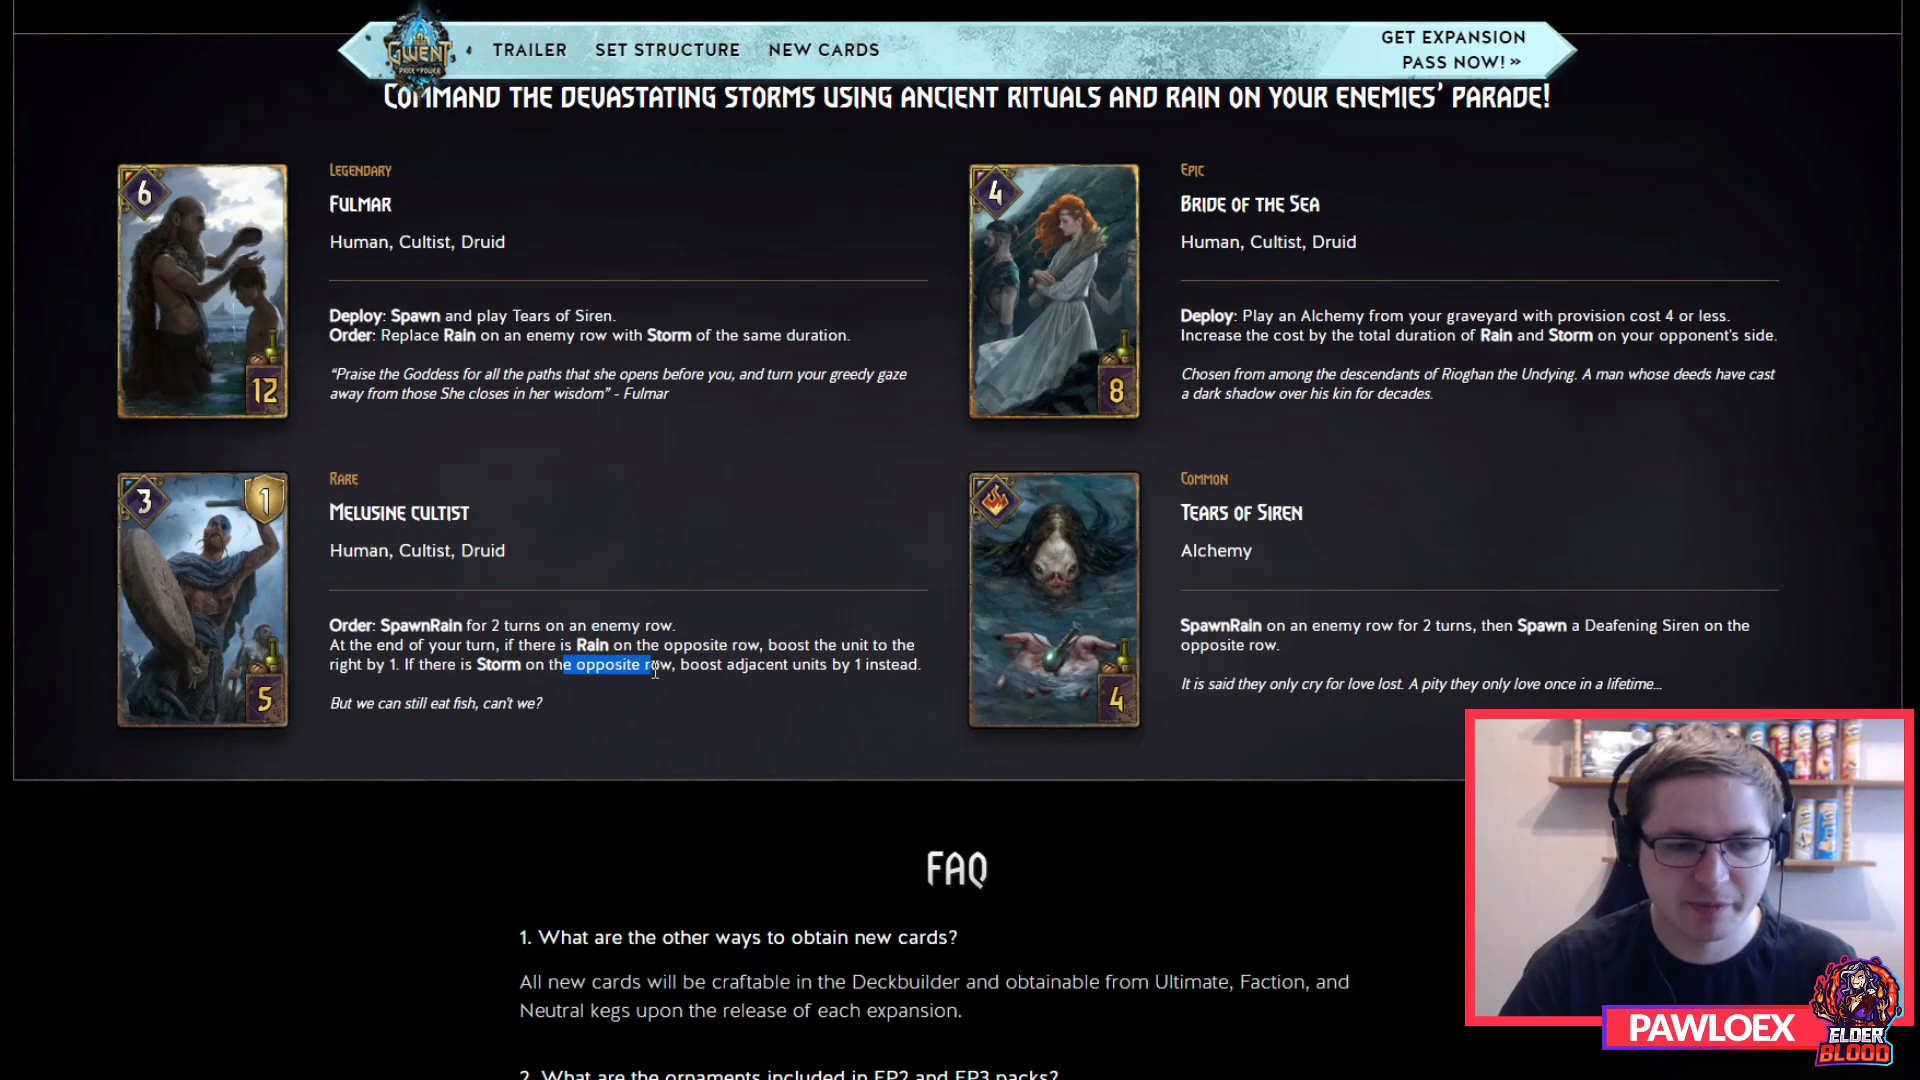 GWENT
PRICE OF POWER
TRAILER
SET STRUCTURE
NEW CARDS
GET EXPANSION
PASS NOW! »
COMMAND THE DEVASTATING STORMS USING ANCIENT RITUALS AND RAIN ON YOUR ENEMIES' PARADE!
6
12
LEGENDARY
FULMAR
Human, Cultist, Druid
Deploy: Spawn and play Tears of Siren.
Order: Replace Rain on an enemy row with Storm of the same duration.
“Praise the Goddess for all the paths that she opens before you, and turn your greedy gaze
away from those She closes in her wisdom” - Fulmar
4
8
EPIC
BRIDE OF THE SEA
Human, Cultist, Druid
Deploy: Play an Alchemy from your graveyard with provision cost 4 or less.
Increase the cost by the total duration of Rain and Storm on your opponent's side.
Chosen from among the descendants of Rioghan the Undying. A man whose deeds have cast
a dark shadow over his kin for decades.
3
1
5
RARE
MELUSINE CULTIST
Human, Cultist, Druid
Order: SpawnRain for 2 turns on an enemy row.
At the end of your turn, if there is Rain on the opposite row, boost the unit to the
right by 1. If there is Storm on the opposite row, boost adjacent units by 1 instead.
But we can still eat fish, can't we?
4
COMMON
TEARS OF SIREN
Alchemy
SpawnRain on an enemy row for 2 turns, then Spawn a Deafening Siren on the
opposite row.
It is said they only cry for love lost. A pity they only love once in a lifetime...
FAQ
1. What are the other ways to obtain new cards?
All new cards will be craftable in the Deckbuilder and obtainable from Ultimate, Faction, and
Neutral kegs upon the release of each expansion.
2. What are the ornaments included in EP2 and EP3 packs?
PAWLOEX
ELDER
BLOOD